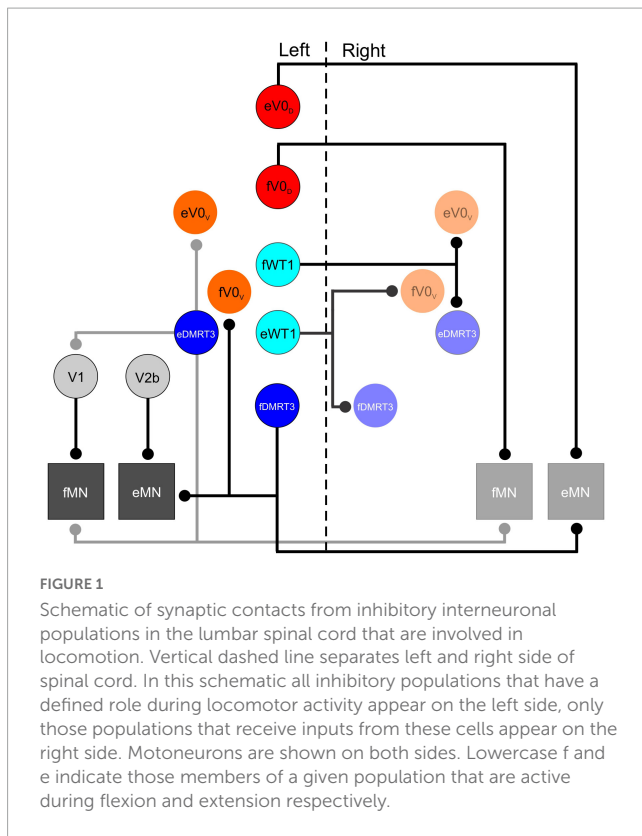 Left Right
eV0D
fV0D
eV0V
eV0V
fWT1
fV0V
fV0V
eDMRT3
eWT1
eDMRT3
V1
V2b
fDMRT3
fDMRT3
fMN
eMN
fMN
eMN
FIGURE 1
Schematic of synaptic contacts from inhibitory interneuronal
populations in the lumbar spinal cord that are involved in
locomotion. Vertical dashed line separates left and right side of
spinal cord. In this schematic all inhibitory populations that have a
defined role during locomotor activity appear on the left side, only
those populations that receive inputs from these cells appear on the
right side. Motoneurons are shown on both sides. Lowercase f and
e indicate those members of a given population that are active
during flexion and extension respectively.